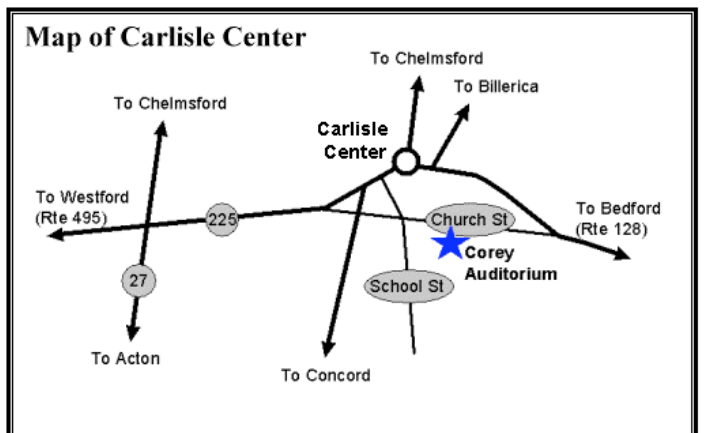 Map of Carlisle Center
To Chelmsford
To Billerica
To Chelmsford
Carlisle
Center
To Westford
(Rte 495)
225
Church St
To Bedford
(Rte 128)
Corey
Auditorium
27
School St
To Acton
To Concord